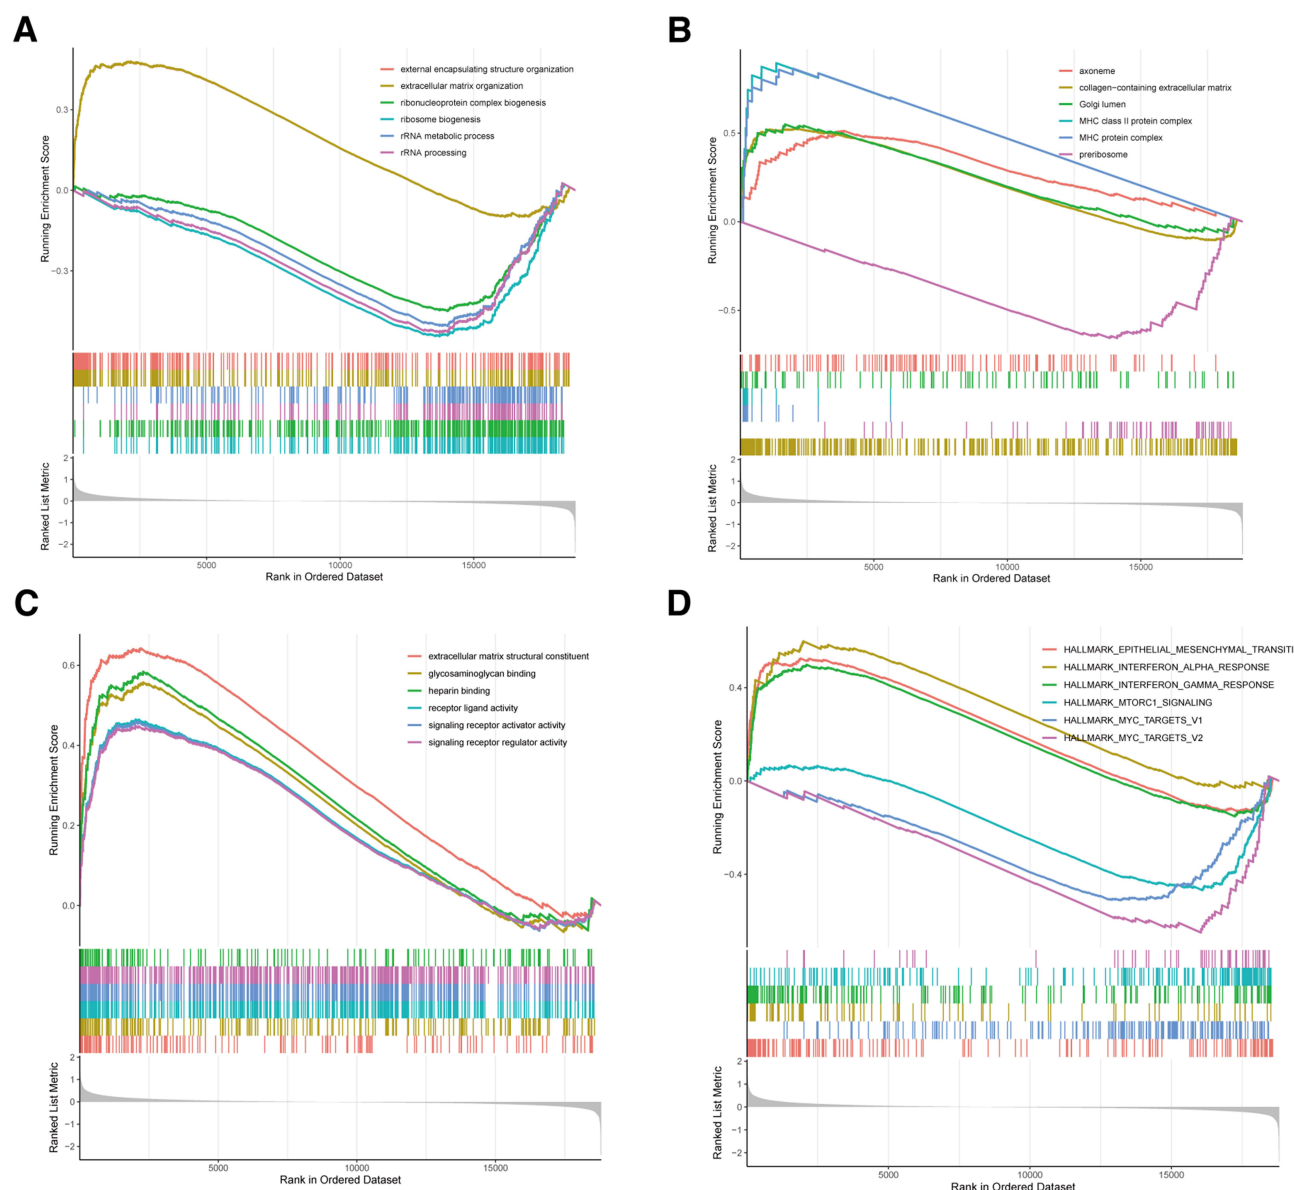 A
Running Enrichment Score
0.3
0.0
−0.3
external encapsulating structure organization
extracellular matrix organization
ribonucleoprotein complex biogenesis
ribosome biogenesis
rRNA metabolic process
rRNA processing
Ranked List Metric
2
1
0
−1
−2
5000 10000 15000
Rank in Ordered Dataset
B
Running Enrichment Score
0.5
0.0
−0.5
axoneme
collagen−containing extracellular matrix
Golgi lumen
MHC class II protein complex
MHC protein complex
preribosome
Ranked List Metric
2
1
0
−1
−2
5000 10000 15000
Rank in Ordered Dataset
C
Running Enrichment Score
0.6
0.4
0.2
0.0
extracellular matrix structural constituent
glycosaminoglycan binding
heparin binding
receptor ligand activity
signaling receptor activator activity
signaling receptor regulator activity
Ranked List Metric
2
1
0
−1
−2
5000 10000 15000
Rank in Ordered Dataset
D
Running Enrichment Score
0.4
0.0
−0.4
HALLMARK_EPITHELIAL_MESENCHYMAL_TRANSITI
HALLMARK_INTERFERON_ALPHA_RESPONSE
HALLMARK_INTERFERON_GAMMA_RESPONSE
HALLMARK_MTORC1_SIGNALING
HALLMARK_MYC_TARGETS_V1
HALLMARK_MYC_TARGETS_V2
Ranked List Metric
2
1
0
−1
−2
5000 10000 15000
Rank in Ordered Dataset